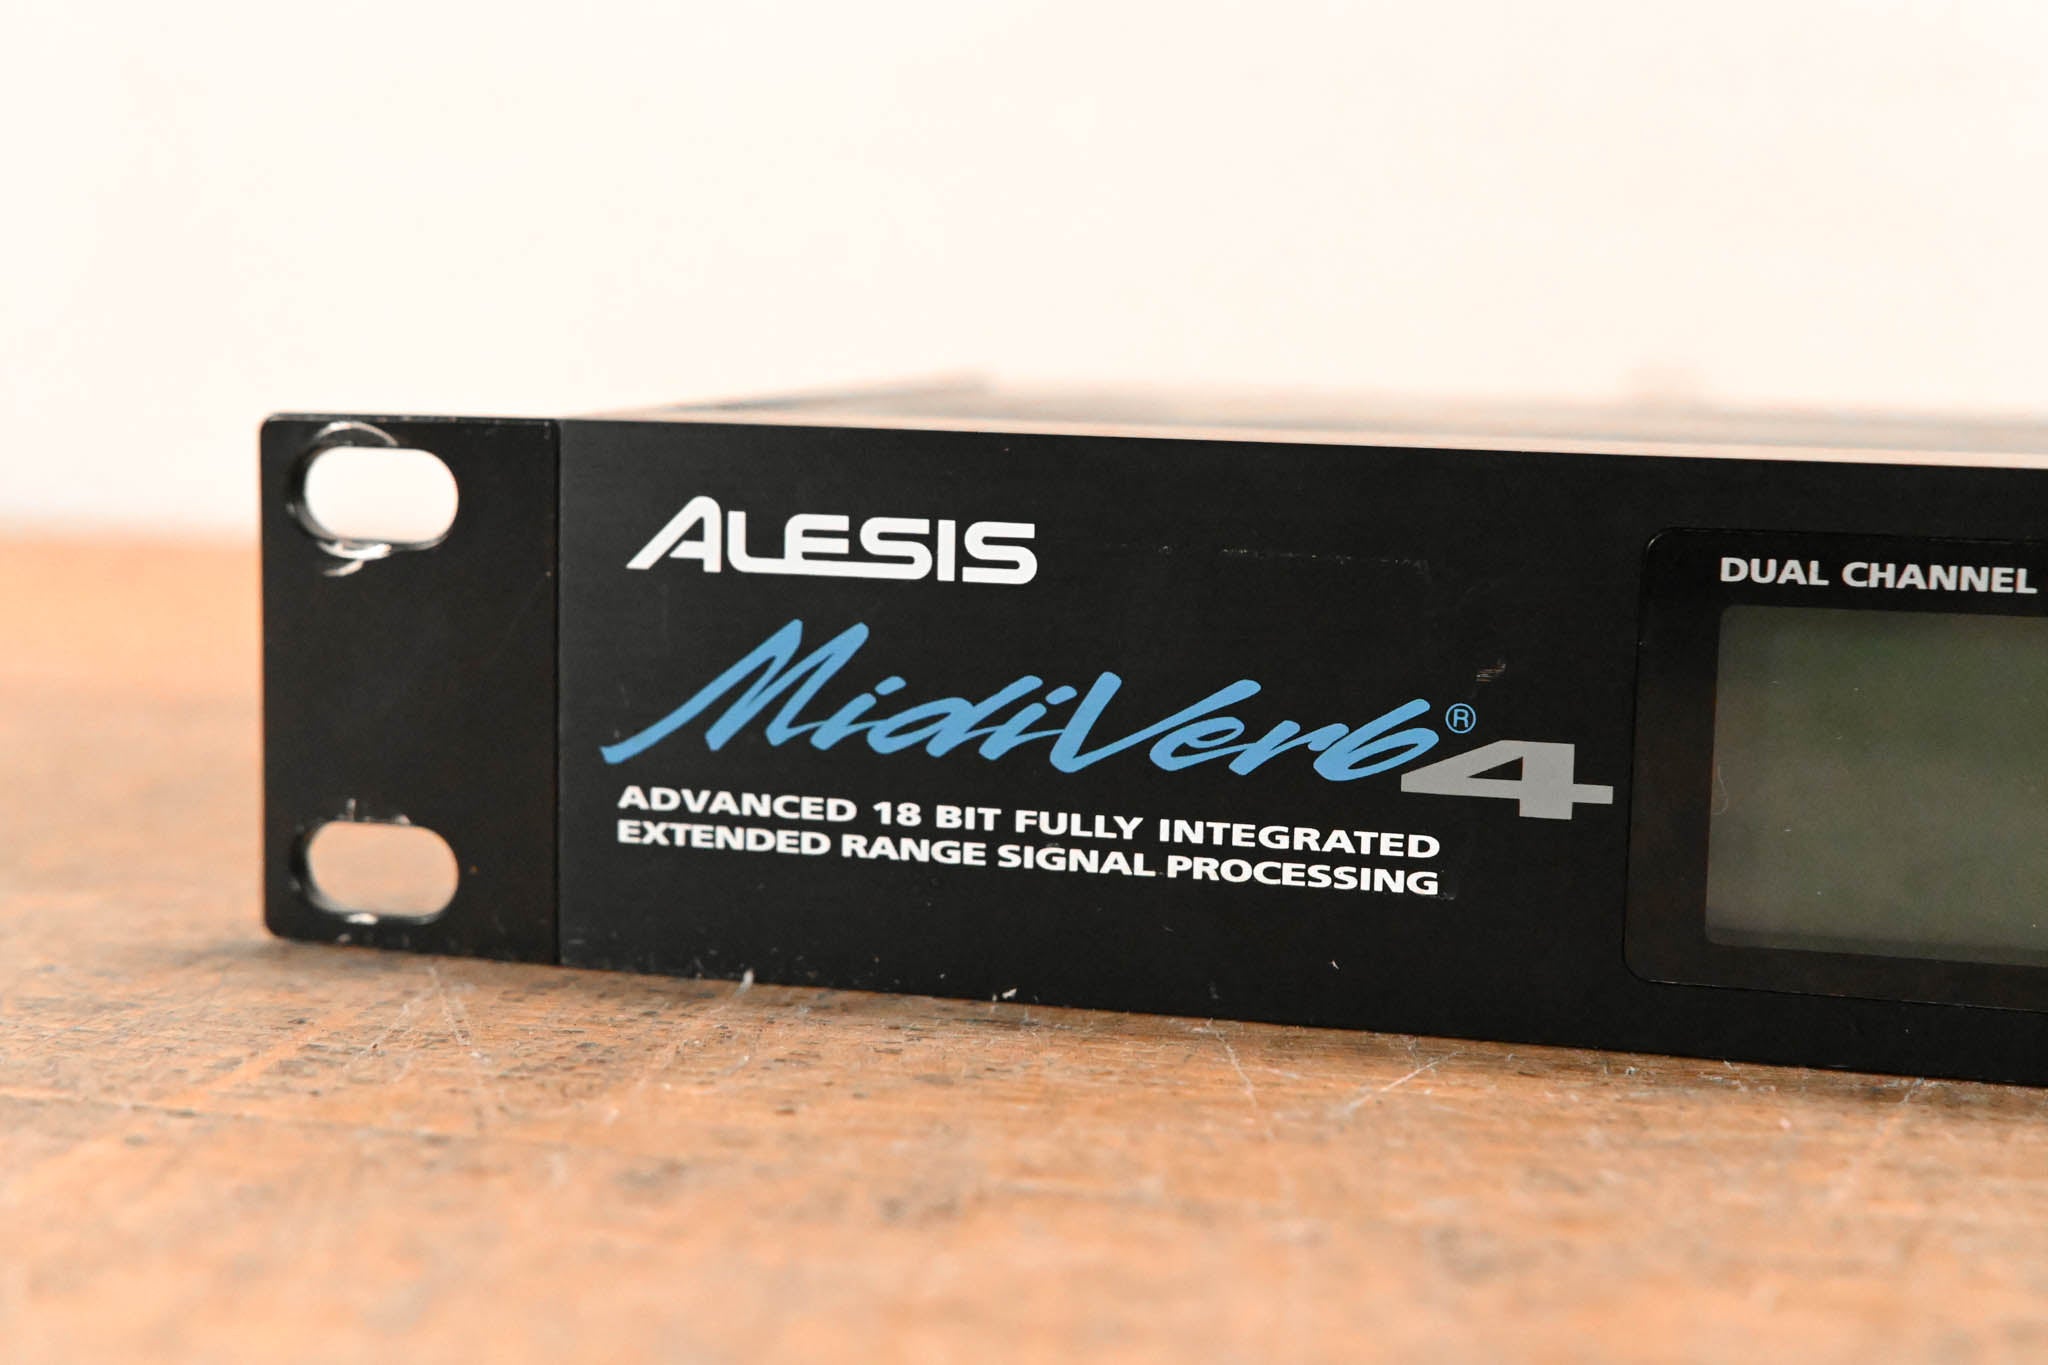 ALESIS
MidiVerb®4
ADVANCED 18 BIT FULLY INTEGRATED
EXTENDED RANGE SIGNAL PROCESSING
DUAL CHANNEL